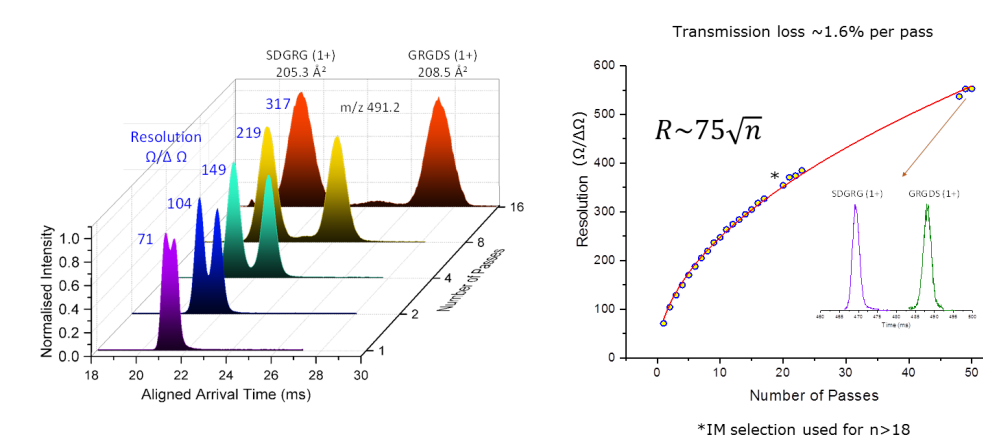 SDGRG (1+)
205.3 Å²
GRGDS (1+)
208.5 Å²
m/z 491.2
Resolution
Ω/Δ Ω
317
219
149
104
71
Normalised Intensity
1.0
0.8
0.6
0.4
0.2
0.0
18 20 22 24 26 28 30
Aligned Arrival Time (ms)
1
2
4
8
16
Number of Passes
Transmission loss ~1.6% per pass
R~75√n
*
Resolution (Ω/ΔΩ)
600
500
400
300
200
100
0
0 10 20 30 40 50
Number of Passes
SDGRG (1+)
GRGDS (1+)
Time (ms)
*IM selection used for n>18